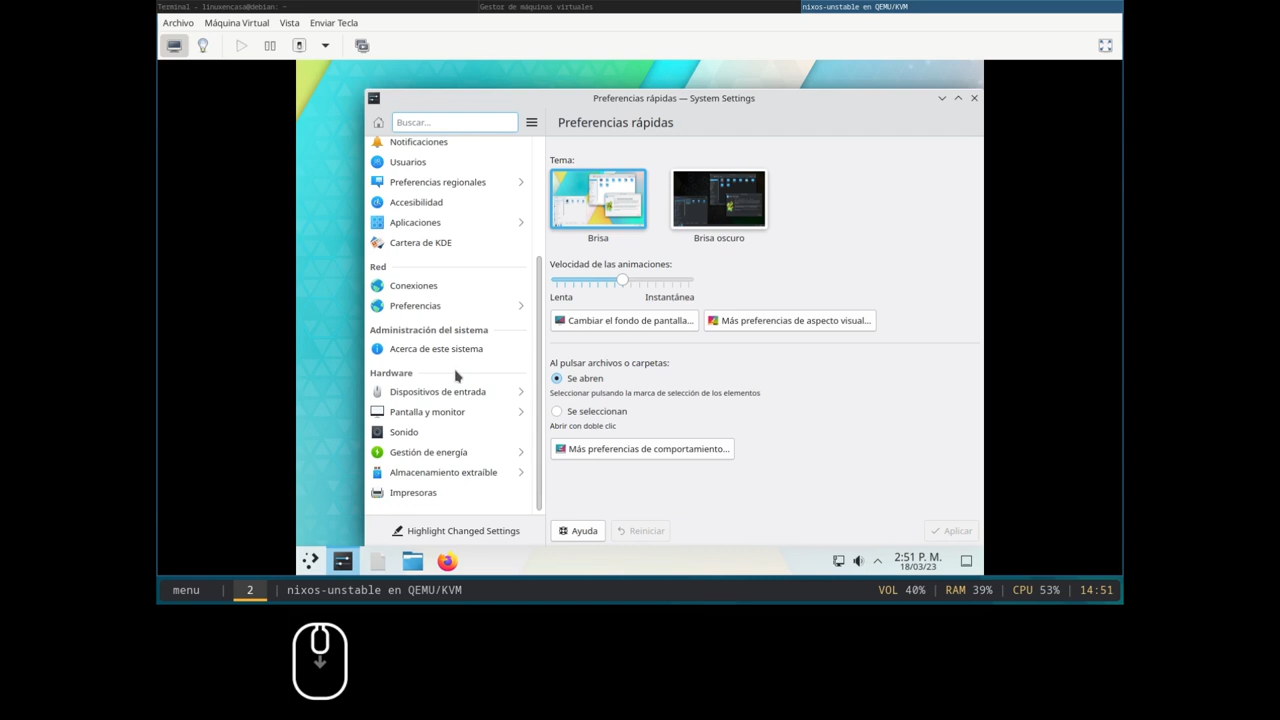 Terminal - linuxencasa@debian: ~
Gestor de máquinas virtuales
nixos-unstable en QEMU/KVM
Archivo Máquina Virtual Vista Enviar Tecla
Preferencias rápidas — System Settings
Buscar...
Preferencias rápidas
Notificaciones
Usuarios
Preferencias regionales
Accesibilidad
Aplicaciones
Cartera de KDE
Red
Conexiones
Preferencias
Administración del sistema
Acerca de este sistema
Hardware
Dispositivos de entrada
Pantalla y monitor
Sonido
Gestión de energía
Almacenamiento extraíble
Impresoras
Highlight Changed Settings
Tema:
Brisa
Brisa oscuro
Velocidad de las animaciones:
Lenta
Instantánea
Cambiar el fondo de pantalla...
Más preferencias de aspecto visual...
Al pulsar archivos o carpetas:
Se abren
Seleccionar pulsando la marca de selección de los elementos
Se seleccionan
Abrir con doble clic
Más preferencias de comportamiento...
Ayuda
Reiniciar
Aplicar
2:51 P. M.
18/03/23
menu | 2 | nixos-unstable en QEMU/KVM
VOL 40% | RAM 39% | CPU 53% | 14:51